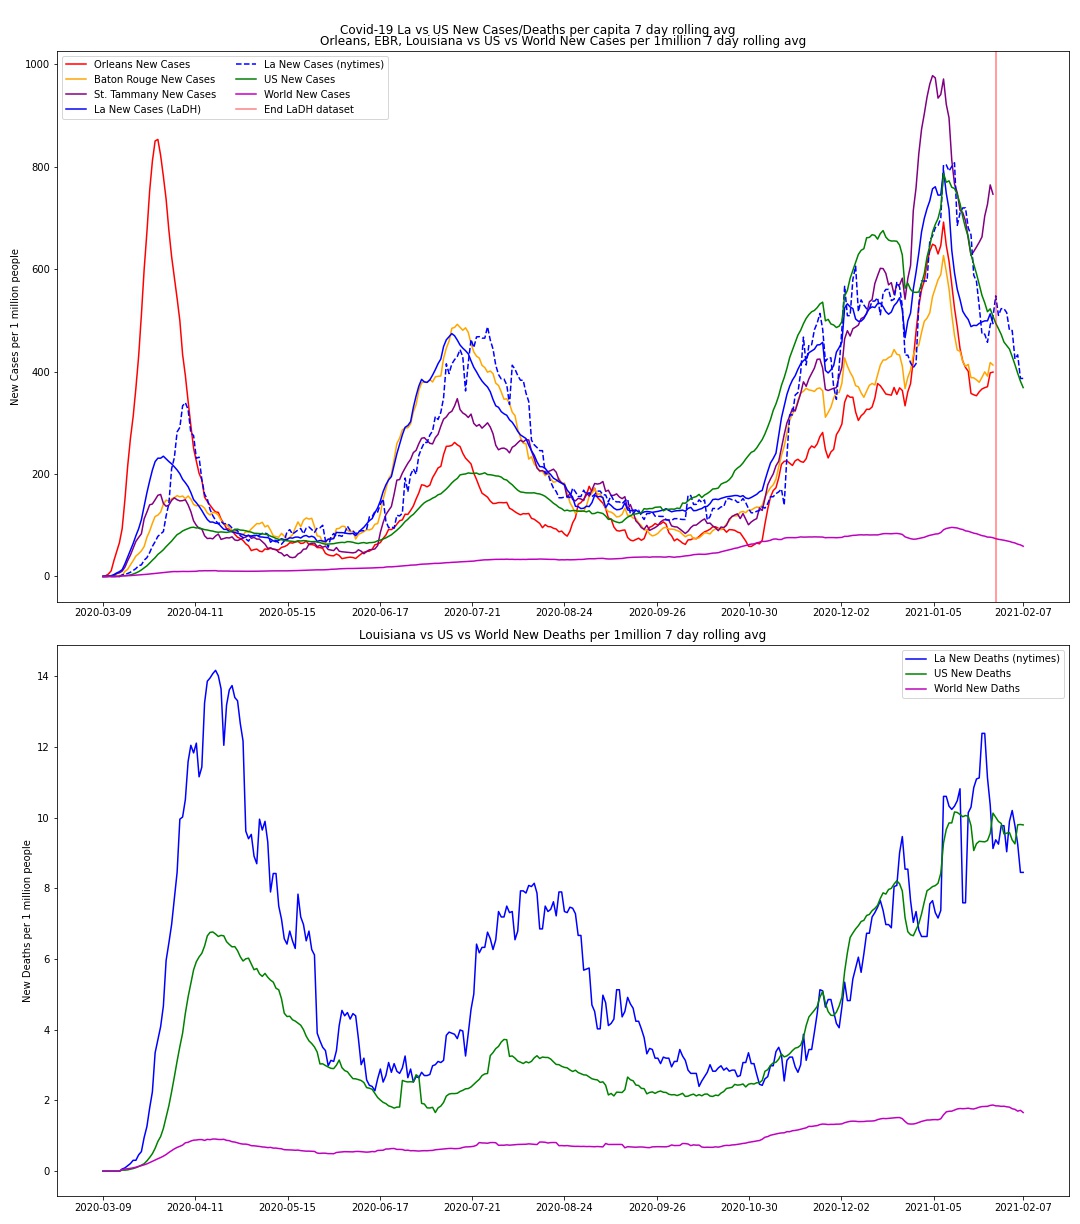 Covid-19 La vs US New Cases/Deaths per capita 7 day rolling avg
Orleans, EBR, Louisiana vs US vs World New Cases per 1million 7 day rolling avg
Orleans New Cases
Baton Rouge New Cases
St. Tammany New Cases
La New Cases (LaDH)
La New Cases (nytimes)
US New Cases
World New Cases
End LaDH dataset
New Cases per 1 million people
1000
800
600
400
200
0
2020-03-09 2020-04-11 2020-05-15 2020-06-17 2020-07-21 2020-08-24 2020-09-26 2020-10-30 2020-12-02 2021-01-05 2021-02-07
Louisiana vs US vs World New Deaths per 1million 7 day rolling avg
La New Deaths (nytimes)
US New Deaths
World New Daths
New Deaths per 1 million people
14
12
10
8
6
4
2
0
2020-03-09 2020-04-11 2020-05-15 2020-06-17 2020-07-21 2020-08-24 2020-09-26 2020-10-30 2020-12-02 2021-01-05 2021-02-07